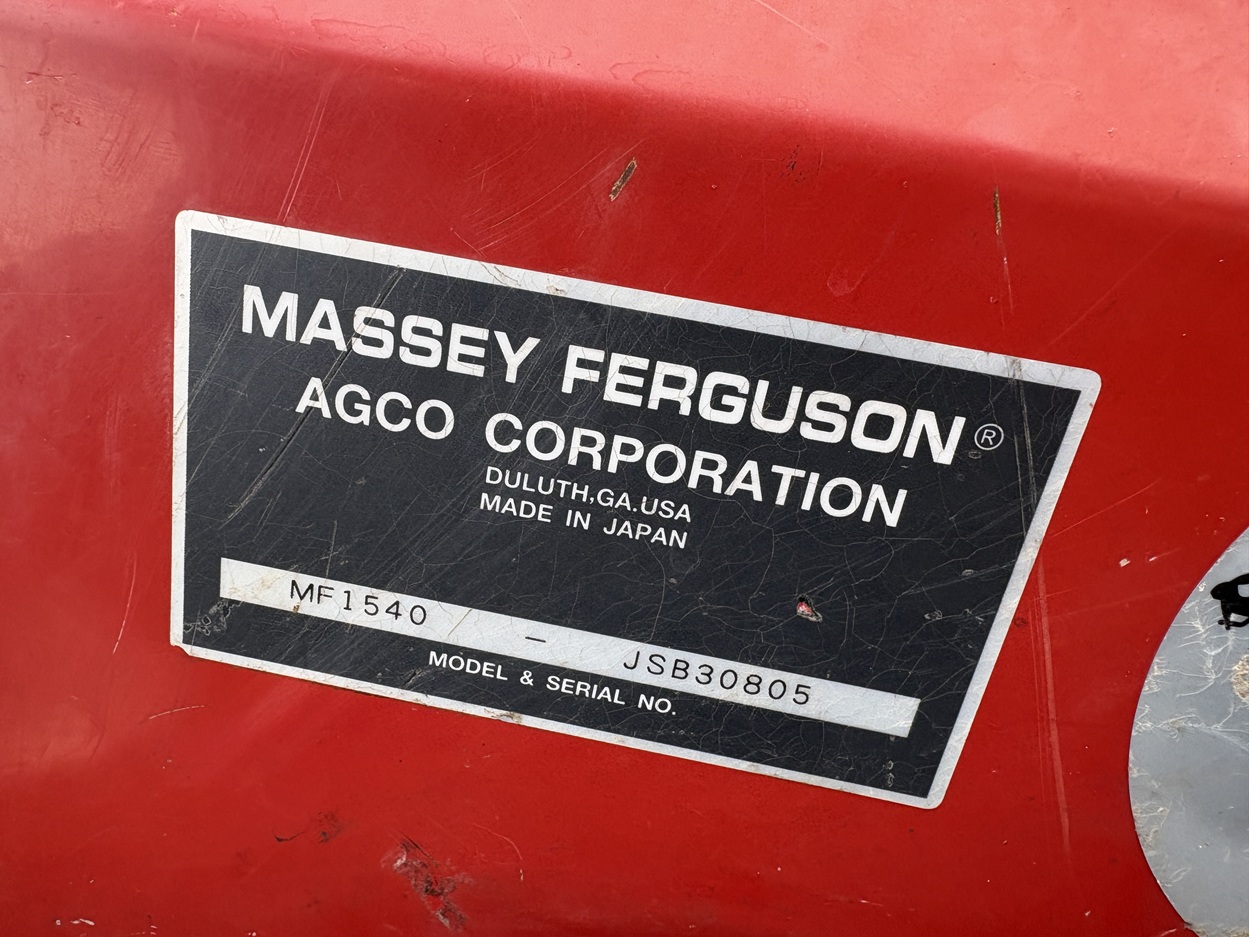 MASSEY FERGUSON®
AGCO CORPORATION
DULUTH,GA.USA
MADE IN JAPAN
MF1540 – JSB30805
MODEL & SERIAL NO.